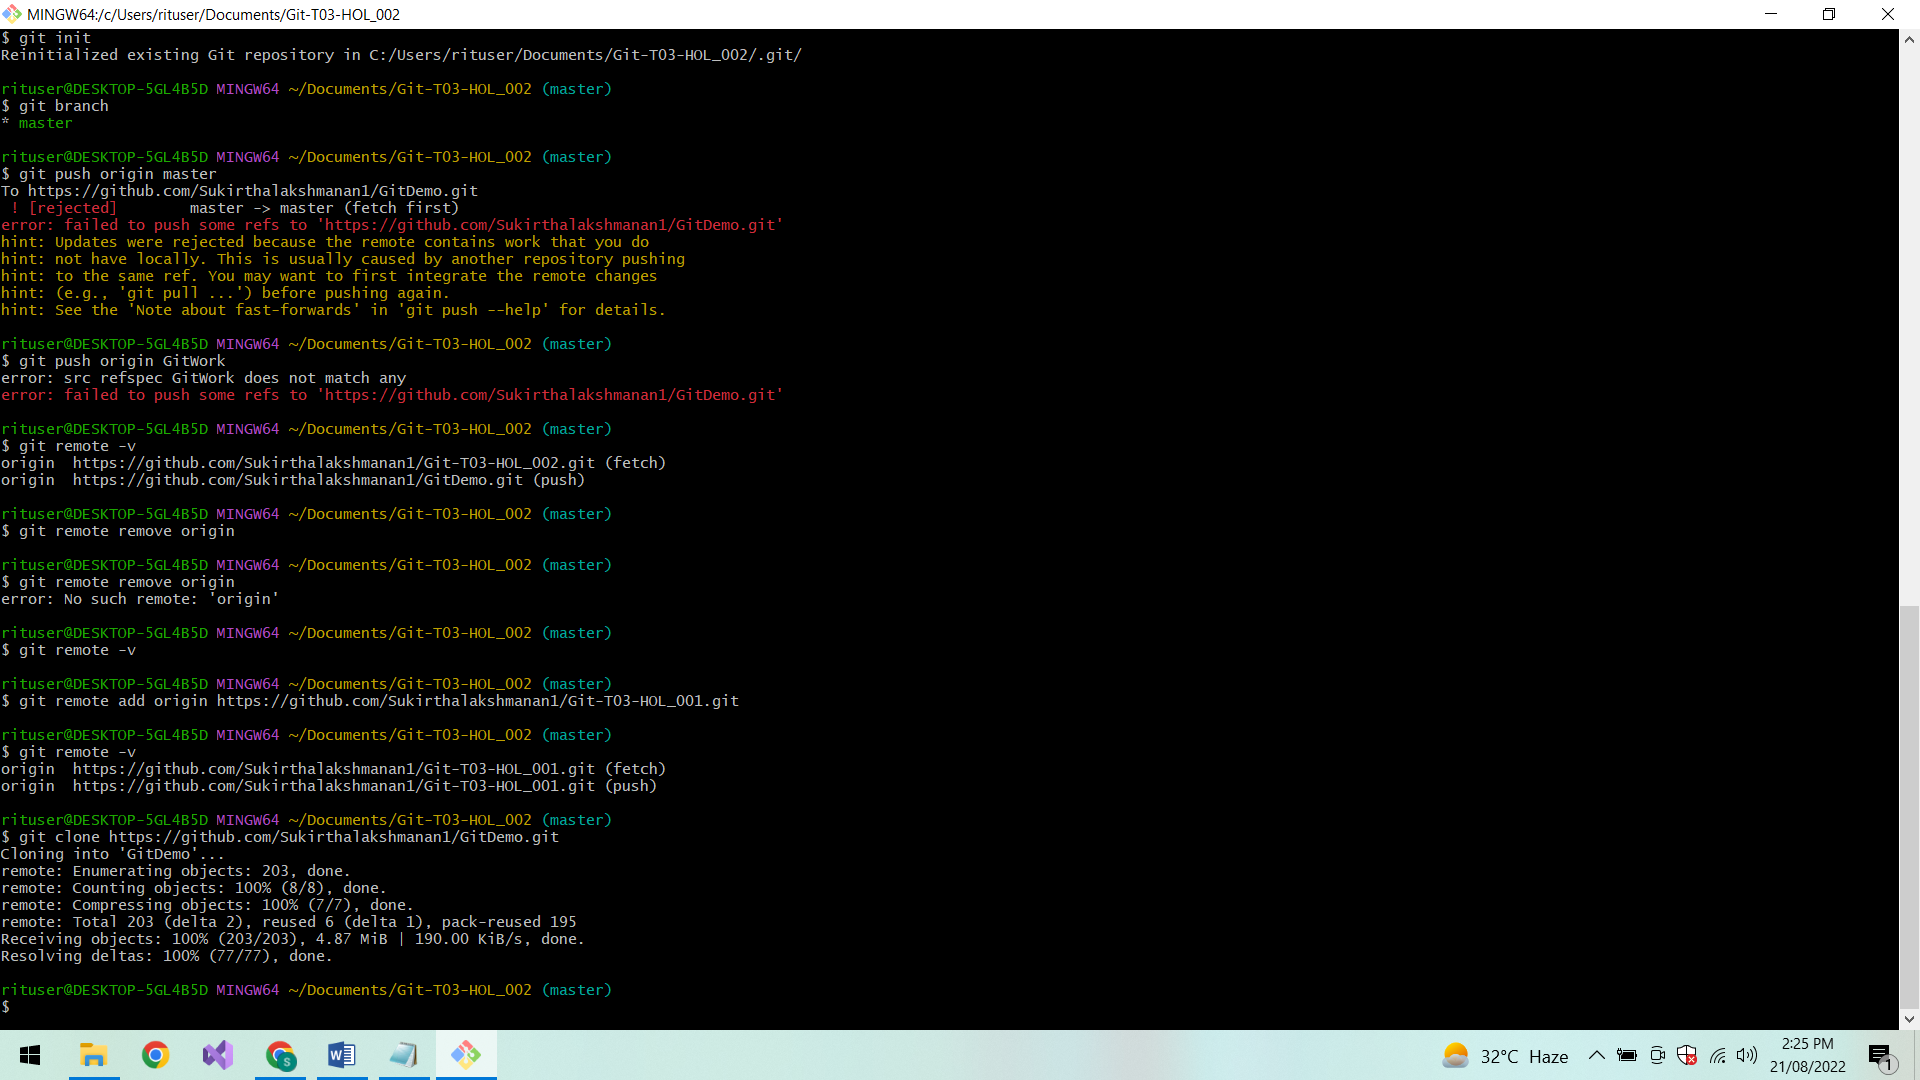 MINGW64:/c/Users/rituser/Documents/Git-T03-HOL_002
$ git init
Reinitialized existing Git repository in C:/Users/rituser/Documents/Git-T03-HOL_002/.git/
rituser@DESKTOP-5GL4B5D MINGW64 ~/Documents/Git-T03-HOL_002 (master)
$ git branch
* master
rituser@DESKTOP-5GL4B5D MINGW64 ~/Documents/Git-T03-HOL_002 (master)
$ git push origin master
To https://github.com/Sukirthalakshmanan1/GitDemo.git
! [rejected]        master -> master (fetch first)
error: failed to push some refs to 'https://github.com/Sukirthalakshmanan1/GitDemo.git'
hint: Updates were rejected because the remote contains work that you do
hint: not have locally. This is usually caused by another repository pushing
hint: to the same ref. You may want to first integrate the remote changes
hint: (e.g., 'git pull ...') before pushing again.
hint: See the 'Note about fast-forwards' in 'git push --help' for details.
rituser@DESKTOP-5GL4B5D MINGW64 ~/Documents/Git-T03-HOL_002 (master)
$ git push origin GitWork
error: src refspec GitWork does not match any
error: failed to push some refs to 'https://github.com/Sukirthalakshmanan1/GitDemo.git'
rituser@DESKTOP-5GL4B5D MINGW64 ~/Documents/Git-T03-HOL_002 (master)
$ git remote -v
origin  https://github.com/Sukirthalakshmanan1/Git-T03-HOL_002.git (fetch)
origin  https://github.com/Sukirthalakshmanan1/GitDemo.git (push)
rituser@DESKTOP-5GL4B5D MINGW64 ~/Documents/Git-T03-HOL_002 (master)
$ git remote remove origin
rituser@DESKTOP-5GL4B5D MINGW64 ~/Documents/Git-T03-HOL_002 (master)
$ git remote remove origin
error: No such remote: 'origin'
rituser@DESKTOP-5GL4B5D MINGW64 ~/Documents/Git-T03-HOL_002 (master)
$ git remote -v
rituser@DESKTOP-5GL4B5D MINGW64 ~/Documents/Git-T03-HOL_002 (master)
$ git remote add origin https://github.com/Sukirthalakshmanan1/Git-T03-HOL_001.git
rituser@DESKTOP-5GL4B5D MINGW64 ~/Documents/Git-T03-HOL_002 (master)
$ git remote -v
origin  https://github.com/Sukirthalakshmanan1/Git-T03-HOL_001.git (fetch)
origin  https://github.com/Sukirthalakshmanan1/Git-T03-HOL_001.git (push)
rituser@DESKTOP-5GL4B5D MINGW64 ~/Documents/Git-T03-HOL_002 (master)
$ git clone https://github.com/Sukirthalakshmanan1/GitDemo.git
Cloning into 'GitDemo'...
remote: Enumerating objects: 203, done.
remote: Counting objects: 100% (8/8), done.
remote: Compressing objects: 100% (7/7), done.
remote: Total 203 (delta 2), reused 6 (delta 1), pack-reused 195
Receiving objects: 100% (203/203), 4.87 MiB | 190.00 KiB/s, done.
Resolving deltas: 100% (77/77), done.
rituser@DESKTOP-5GL4B5D MINGW64 ~/Documents/Git-T03-HOL_002 (master)
$
S
W
32°C Haze
2:25 PM
21/08/2022
1